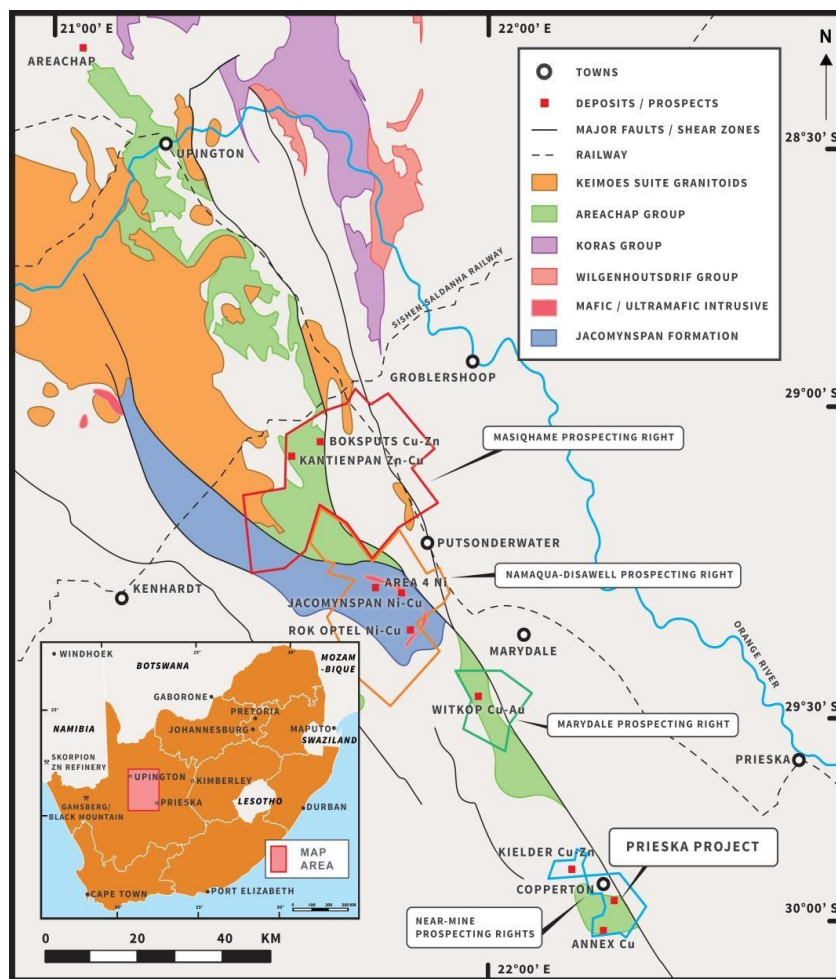 21°00' E
22°00' E
N
AREACHAP
UPINGTON
TOWNS
DEPOSITS / PROSPECTS
MAJOR FAULTS / SHEAR ZONES
RAILWAY
KEIMOES SUITE GRANITOIDS
AREACHAP GROUP
KORAS GROUP
WILGENHOUTSDRIF GROUP
MAFIC / ULTRAMAFIC INTRUSIVE
JACOMYNSPAN FORMATION
28°30' S
SISHEN-SALDANHA RAILWAY
GROBLERSHOOP
29°00' S
BOKSPUTS Cu-Zn
KANTIENPAN Zn-Cu
MASIQHAME PROSPECTING RIGHT
PUTSONDERWATER
KENHARDT
AREA 4 Ni
NAMAQUA-DISAWELL PROSPECTING RIGHT
JACOMYNSPAN Ni-Cu
ROK OPTEL Ni-Cu
MARYDALE
ORANGE RIVER
WITKOP Cu-Au
MARYDALE PROSPECTING RIGHT
29°30' S
PRIESKA
WINDHOEK
BOTSWANA
MOZAM
-BIQUE
GABORONE
PRETORIA
NAMIBIA
JOHANNESBURG
MAPUTO
SWAZILAND
SKORPION
ZN REFINERY
UPINGTON
KIMBERLEY
GAMSBERG/
BLACK MOUNTAIN
PRIESKA
LESOTHO
DURBAN
MAP
AREA
CAPE TOWN
PORT ELIZABETH
KIELDER Cu-Zn
PRIESKA PROJECT
COPPERTON
NEAR-MINE
PROSPECTING RIGHTS
ANNEX Cu
30°00' S
0 20 40 KM
22°00' E